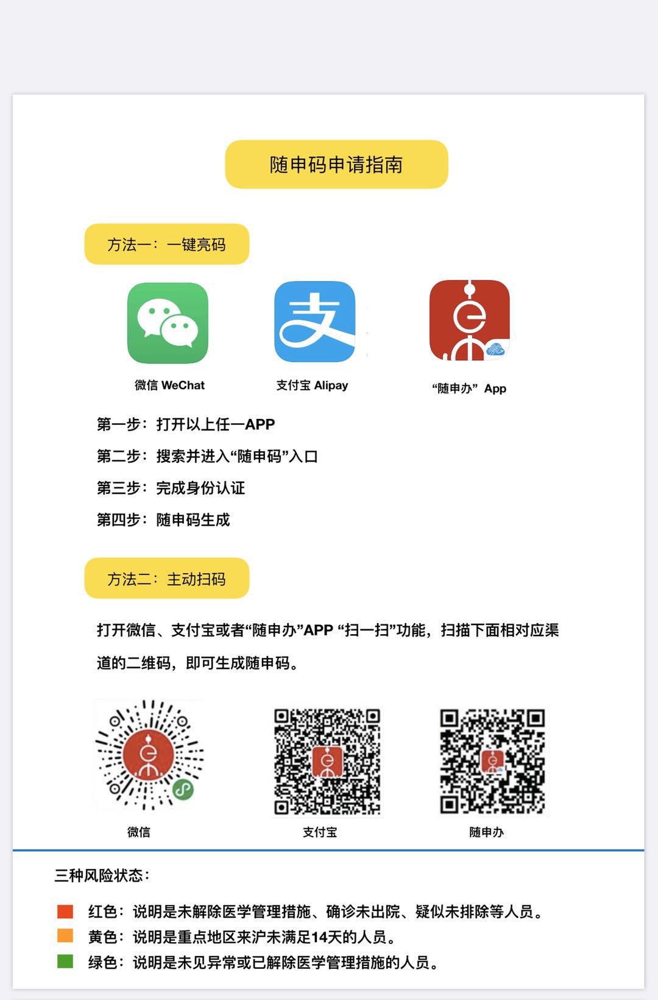 随申码申请指南
方法一：一键亮码
支
微信 WeChat
支付宝 Alipay
“随申办” App
第一步：打开以上任一APP
第二步：搜索并进入“随申码”入口
第三步：完成身份认证
第四步：随申码生成
方法二：主动扫码
打开微信、支付宝或者“随申办”APP “扫一扫”功能，扫描下面相对应渠
道的二维码，即可生成随申码。
微信
支付宝
随申办
三种风险状态：
红色：说明是未解除医学管理措施、确诊未出院、疑似未排除等人员。
黄色：说明是重点地区来沪未满足14天的人员。
绿色：说明是未见异常或已解除医学管理措施的人员。